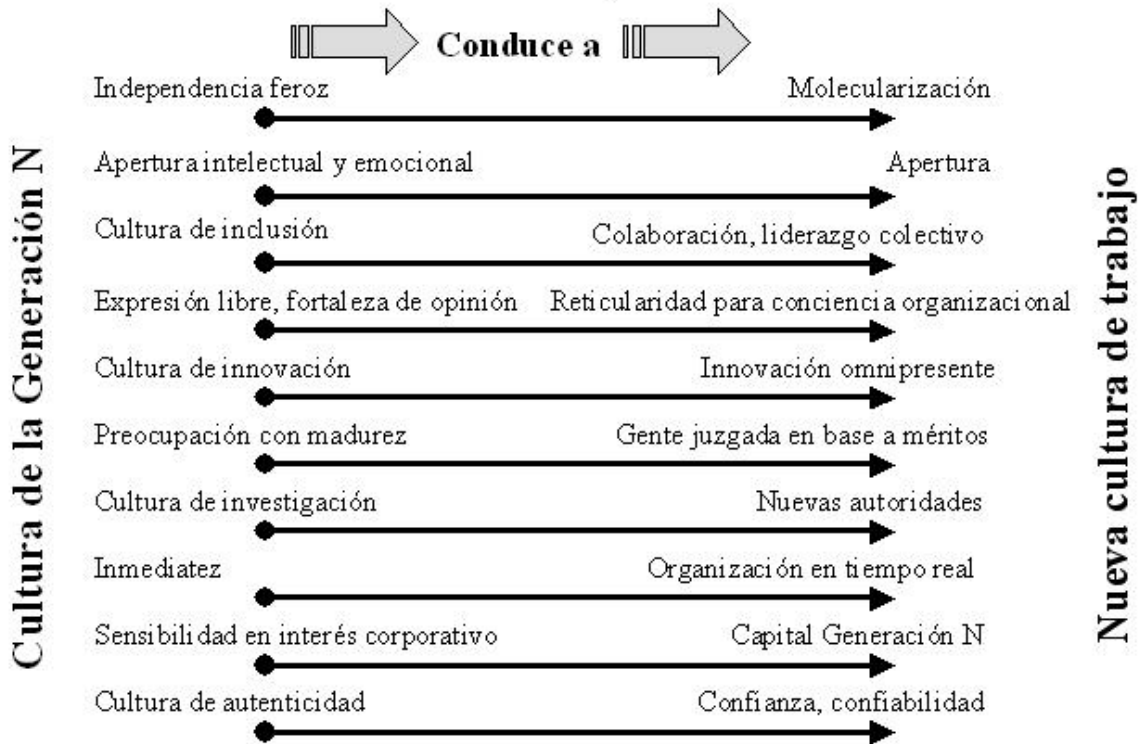 Conduce a
Cultura de la Generación N
Nueva cultura de trabajo
Independencia feroz Molecularización
Apertura intelectual y emocional Apertura
Cultura de inclusión Colaboración, liderazgo colectivo
Expresión libre, fortaleza de opinión Reticularidad para conciencia organizacional
Cultura de innovación Innovación omnipresente
Preocupación con madurez Gente juzgada en base a méritos
Cultura de investigación Nuevas autoridades
Inmediatez Organización en tiempo real
Sensibilidad en interés corporativo Capital Generación N
Cultura de autenticidad Confianza, confiabilidad